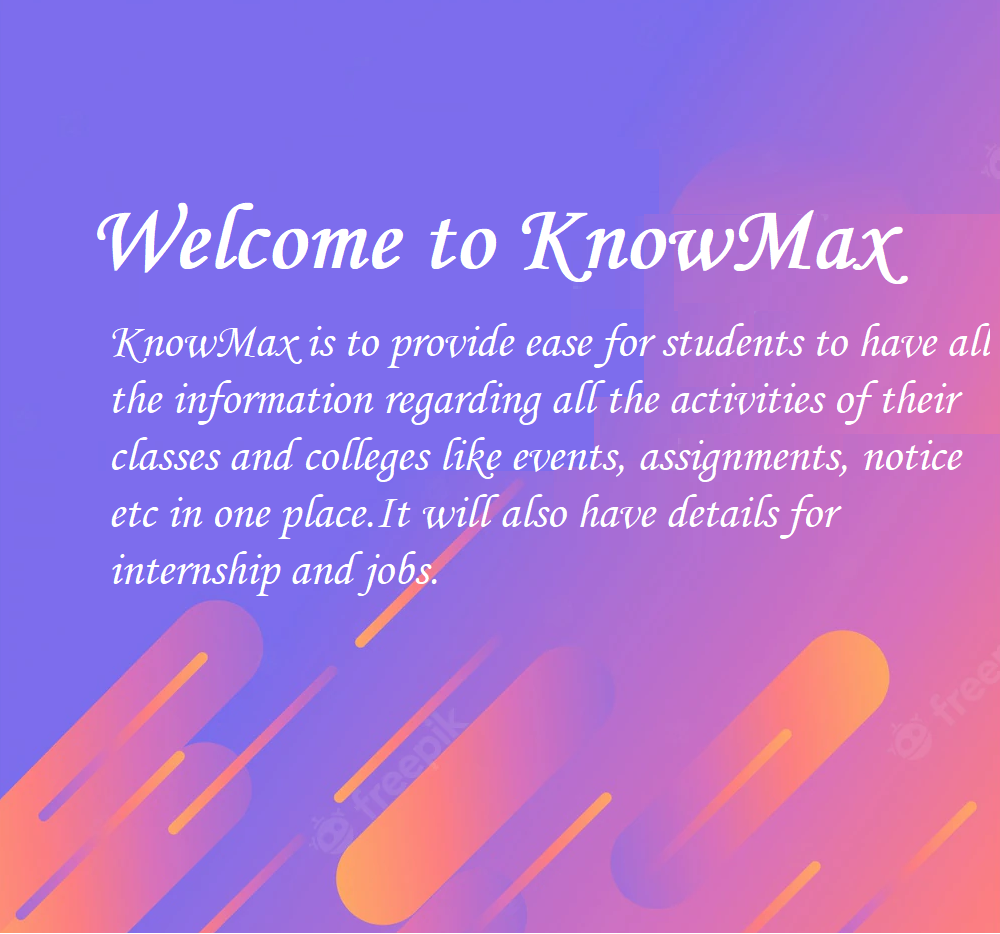 Welcome to KnowMax
KnowMax is to provide ease for students to have all
the information regarding all the activities of their
classes and colleges like events, assignments, notice
etc in one place.It will also have details for
internship and jobs.
freepik
free